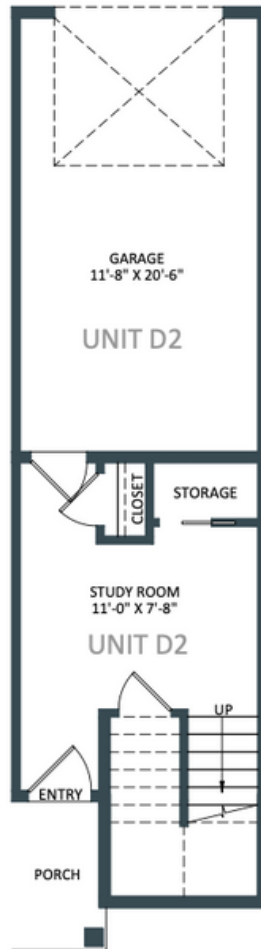 GARAGE
11'-8" X 20'-6"
UNIT D2
CLOSET
STORAGE
STUDY ROOM
11'-0" X 7'-8"
UNIT D2
UP
ENTRY
PORCH